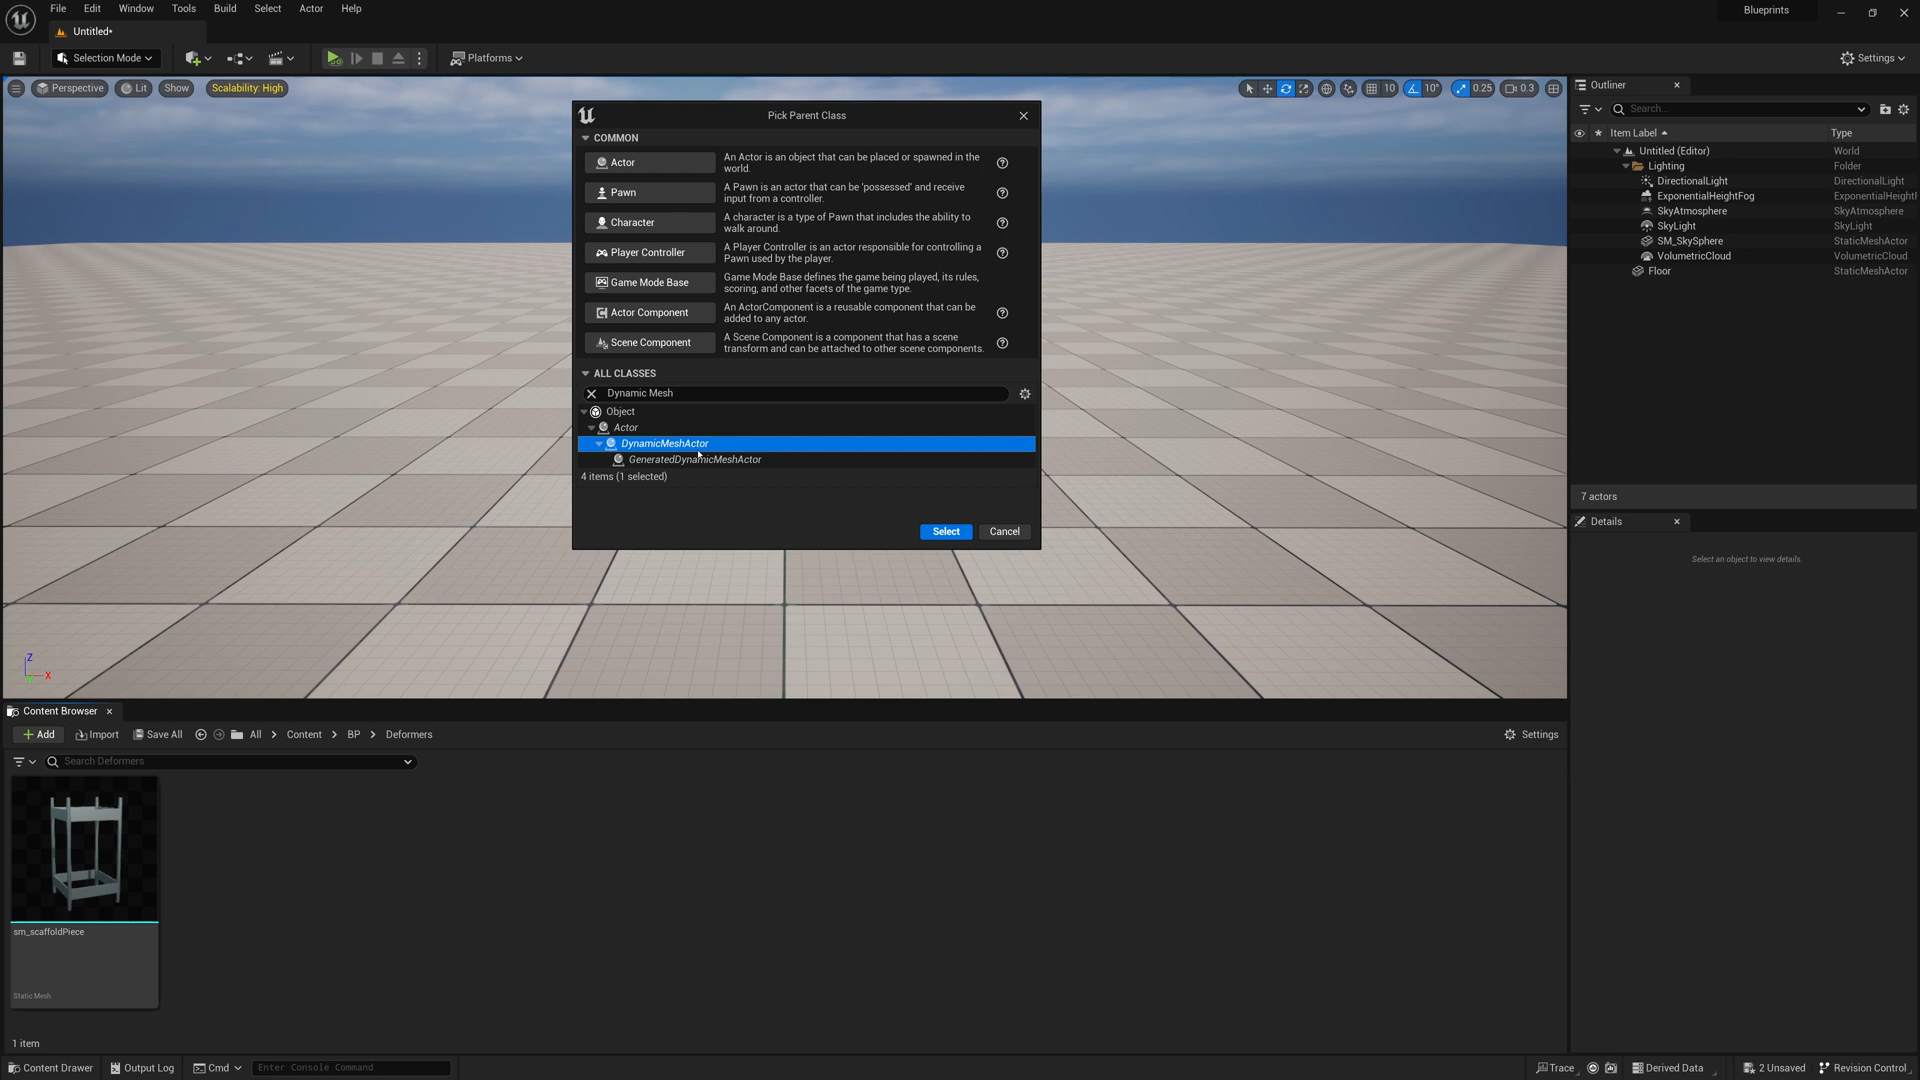 File Edit Window Tools Build Select Actor Help
Blueprints
Untitled*
Selection Mode
Platforms
Settings
Perspective
Lit
Show
Scalability: High
10
10°
0.25
0.3
Pick Parent Class
COMMON
Actor
An Actor is an object that can be placed or spawned in the
world.
Pawn
A Pawn is an actor that can be 'possessed' and receive
input from a controller.
Character
A character is a type of Pawn that includes the ability to
walk around.
Player Controller
A Player Controller is an actor responsible for controlling a
Pawn used by the player.
Game Mode Base
Game Mode Base defines the game being played, its rules,
scoring, and other facets of the game type.
Actor Component
An ActorComponent is a reusable component that can be
added to any actor.
Scene Component
A Scene Component is a component that has a scene
transform and can be attached to other scene components.
ALL CLASSES
Dynamic Mesh
Object
Actor
DynamicMeshActor
GeneratedDynamicMeshActor
4 items (1 selected)
Select
Cancel
Z
X
Outliner
Search...
Item Label
Type
Untitled (Editor) World
Lighting Folder
DirectionalLight DirectionalLight
ExponentialHeightFog ExponentialHeightF
SkyAtmosphere SkyAtmosphere
SkyLight SkyLight
SM_SkySphere StaticMeshActor
VolumetricCloud VolumetricCloud
Floor StaticMeshActor
7 actors
Details
Select an object to view details.
Content Browser
Add
Import
Save All
All > Content > BP > Deformers
Settings
Search Deformers
sm_scaffoldPiece
Static Mesh
1 item
Content Drawer
Output Log
Cmd
Enter Console Command
Trace
Derived Data
2 Unsaved
Revision Control